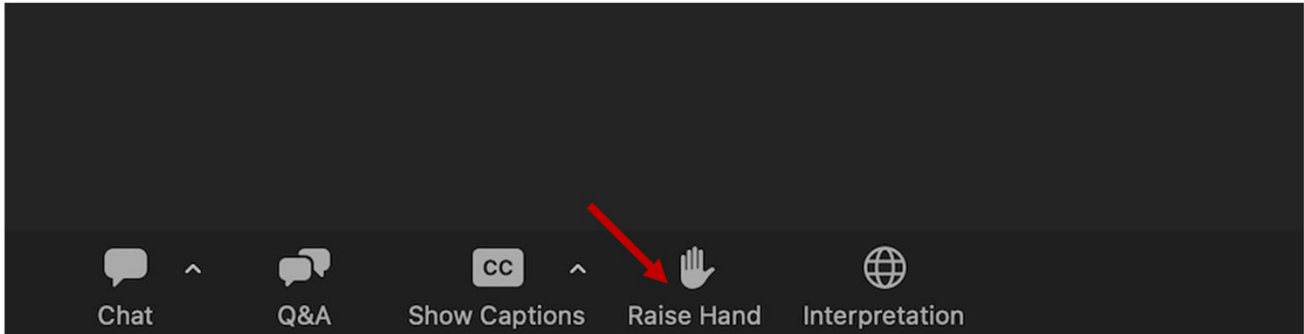 CC
Chat
Q&A
Show Captions
Raise Hand
Interpretation